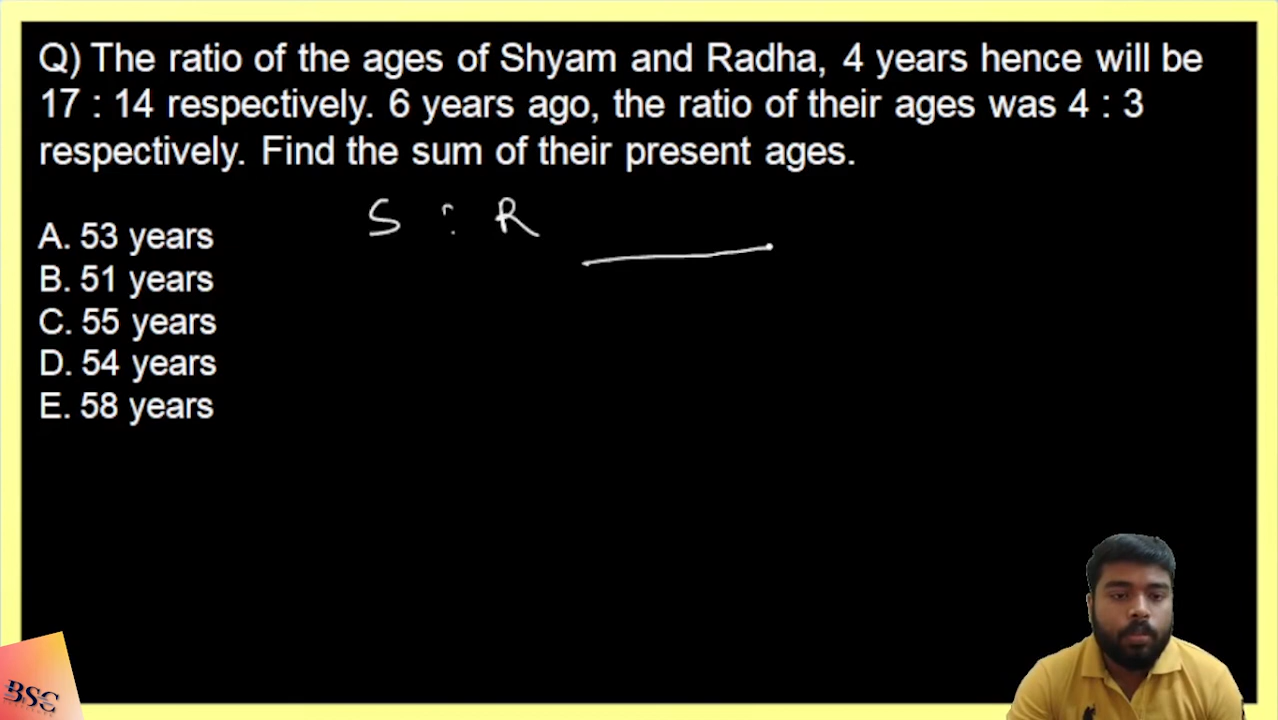 Q) The ratio of the ages of Shyam and Radha, 4 years hence will be
17 : 14 respectively. 6 years ago, the ratio of their ages was 4 : 3
respectively. Find the sum of their present ages.
S : R
A. 53 years
B. 51 years
C. 55 years
D. 54 years
E. 58 years
BSC